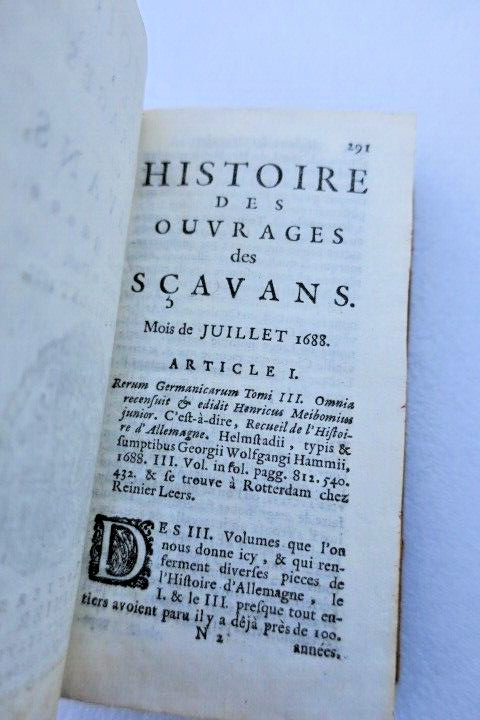 291
HISTOIRE
DES
OUVRAGES
des
SÇAVANS.
Mois de JUILLET 1688.
ARTICLE I.
Rerum Germanicarum Tomi III. Omnia
recensuit & edidit Henricus Meibomius
junior. C'est-à-dire, Recueil de l'Histoi-
re d'Allemagne. Helmstadii, typis &
sumptibus Georgii Wolfgangi Hammii,
1688. III. Vol. in fol. pagg. 812. 540.
432. & se trouve à Rotterdam chez
Reinier Leers.
DES III. Volumes que l'on
nous donne icy, & qui ren-
ferment diverses pieces de
l'Histoire d'Allemagne, le
I. & le III. presque tout en-
tiers avoient paru il y a déjà près de 100.
N 2
années.